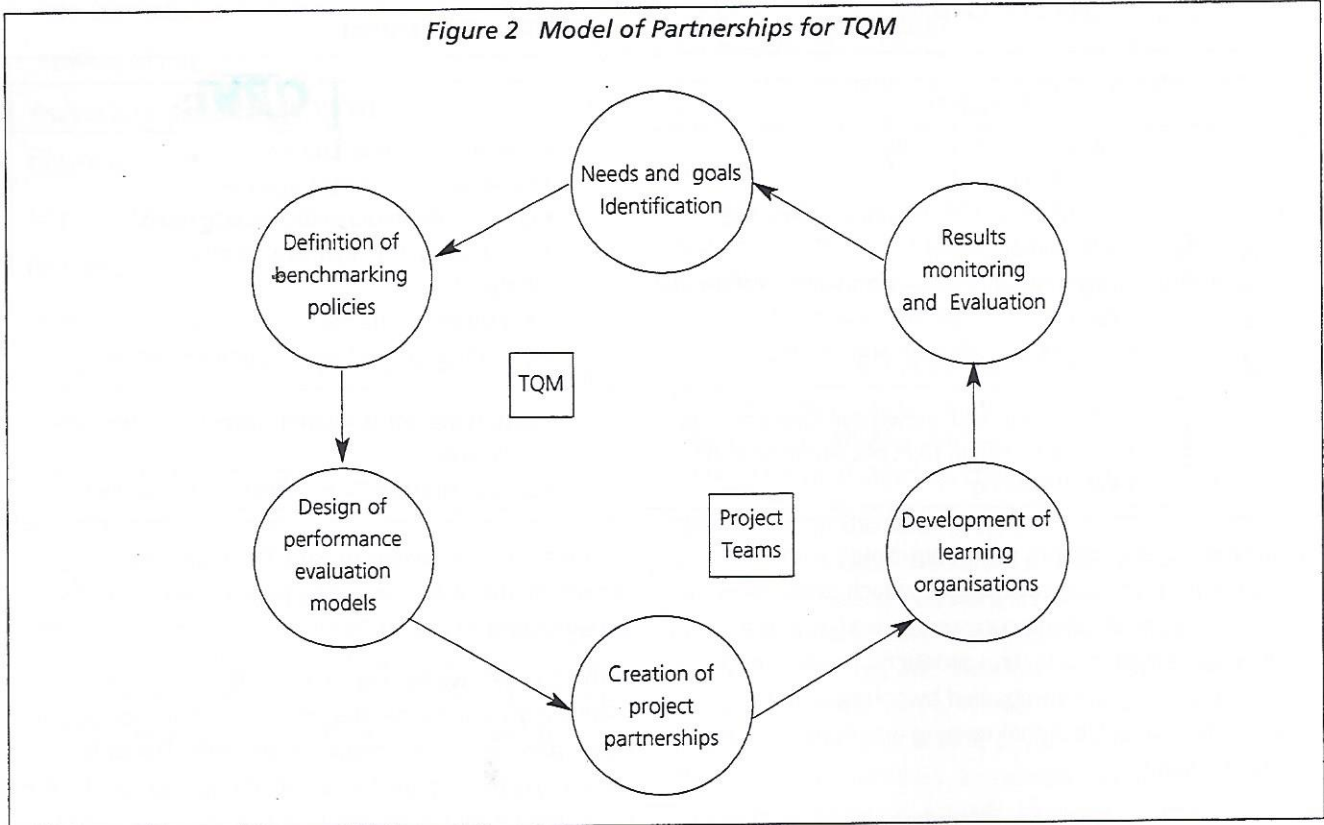 Figure 2 Model of Partnerships for TQM
Needs and goals
Identification
Definition of
benchmarking
policies
Results
monitoring
and Evaluation
TQM
Design of
performance
evaluation
models
Project
Teams
Development of
learning
organisations
Creation of
project
partnerships